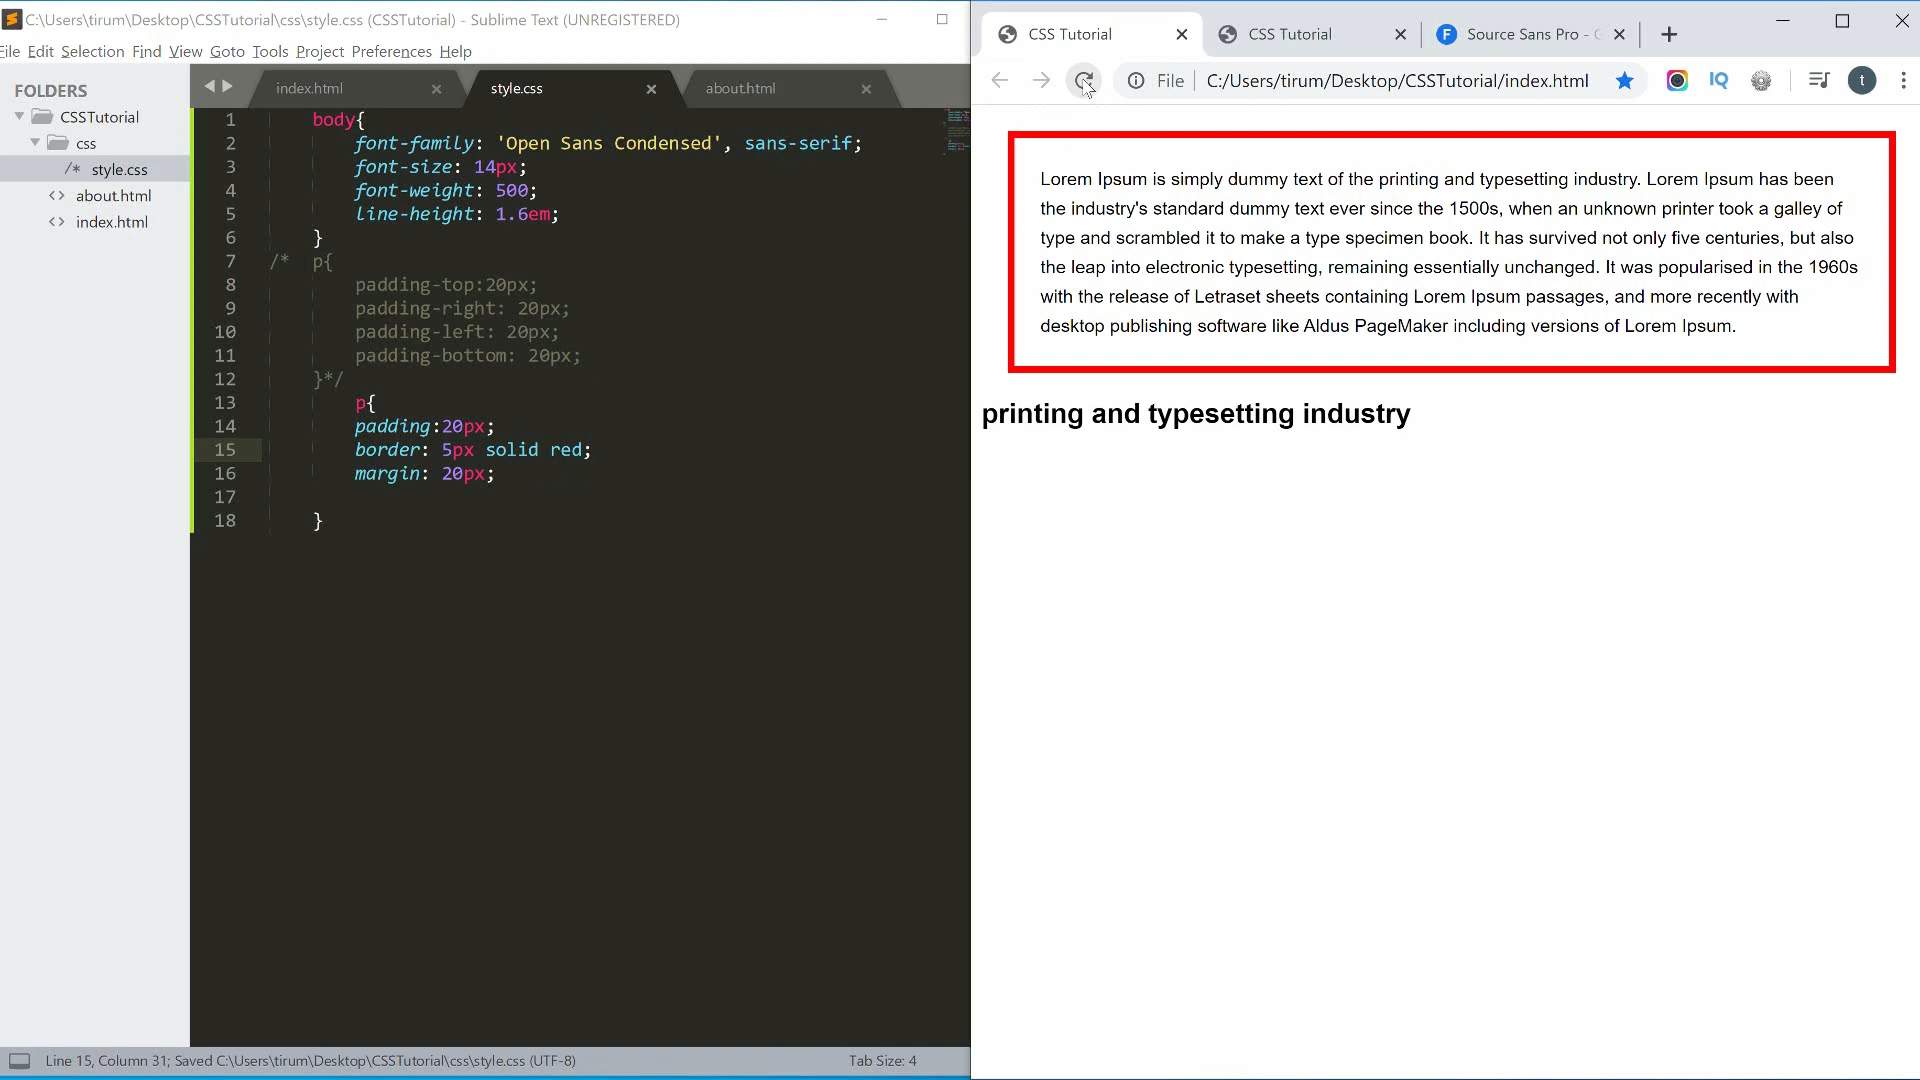 C:\Users\tirum\Desktop\CSSTutorial\css\style.css (CSSTutorial) - Sublime Text (UNREGISTERED)
File Edit Selection Find View Goto Tools Project Preferences Help
FOLDERS
CSSTutorial
css
/* style.css
<> about.html
<> index.html
index.html
style.css
about.html
1 body{
2 font-family: 'Open Sans Condensed', sans-serif;
3 font-size: 14px;
4 font-weight: 500;
5 line-height: 1.6em;
6 }
7 /* p{
8 padding-top:20px;
9 padding-right: 20px;
10 padding-left: 20px;
11 padding-bottom: 20px;
12 }*/
13 p{
14 padding:20px;
15 border: 5px solid red;
16 margin: 20px;
17
18 }
Line 15, Column 31; Saved C:\Users\tirum\Desktop\CSSTutorial\css\style.css (UTF-8)
Tab Size: 4
CSS Tutorial
CSS Tutorial
F Source Sans Pro -
File C:/Users/tirum/Desktop/CSSTutorial/index.html
IQ
t
Lorem Ipsum is simply dummy text of the printing and typesetting industry. Lorem Ipsum has been
the industry's standard dummy text ever since the 1500s, when an unknown printer took a galley of
type and scrambled it to make a type specimen book. It has survived not only five centuries, but also
the leap into electronic typesetting, remaining essentially unchanged. It was popularised in the 1960s
with the release of Letraset sheets containing Lorem Ipsum passages, and more recently with
desktop publishing software like Aldus PageMaker including versions of Lorem Ipsum.
printing and typesetting industry